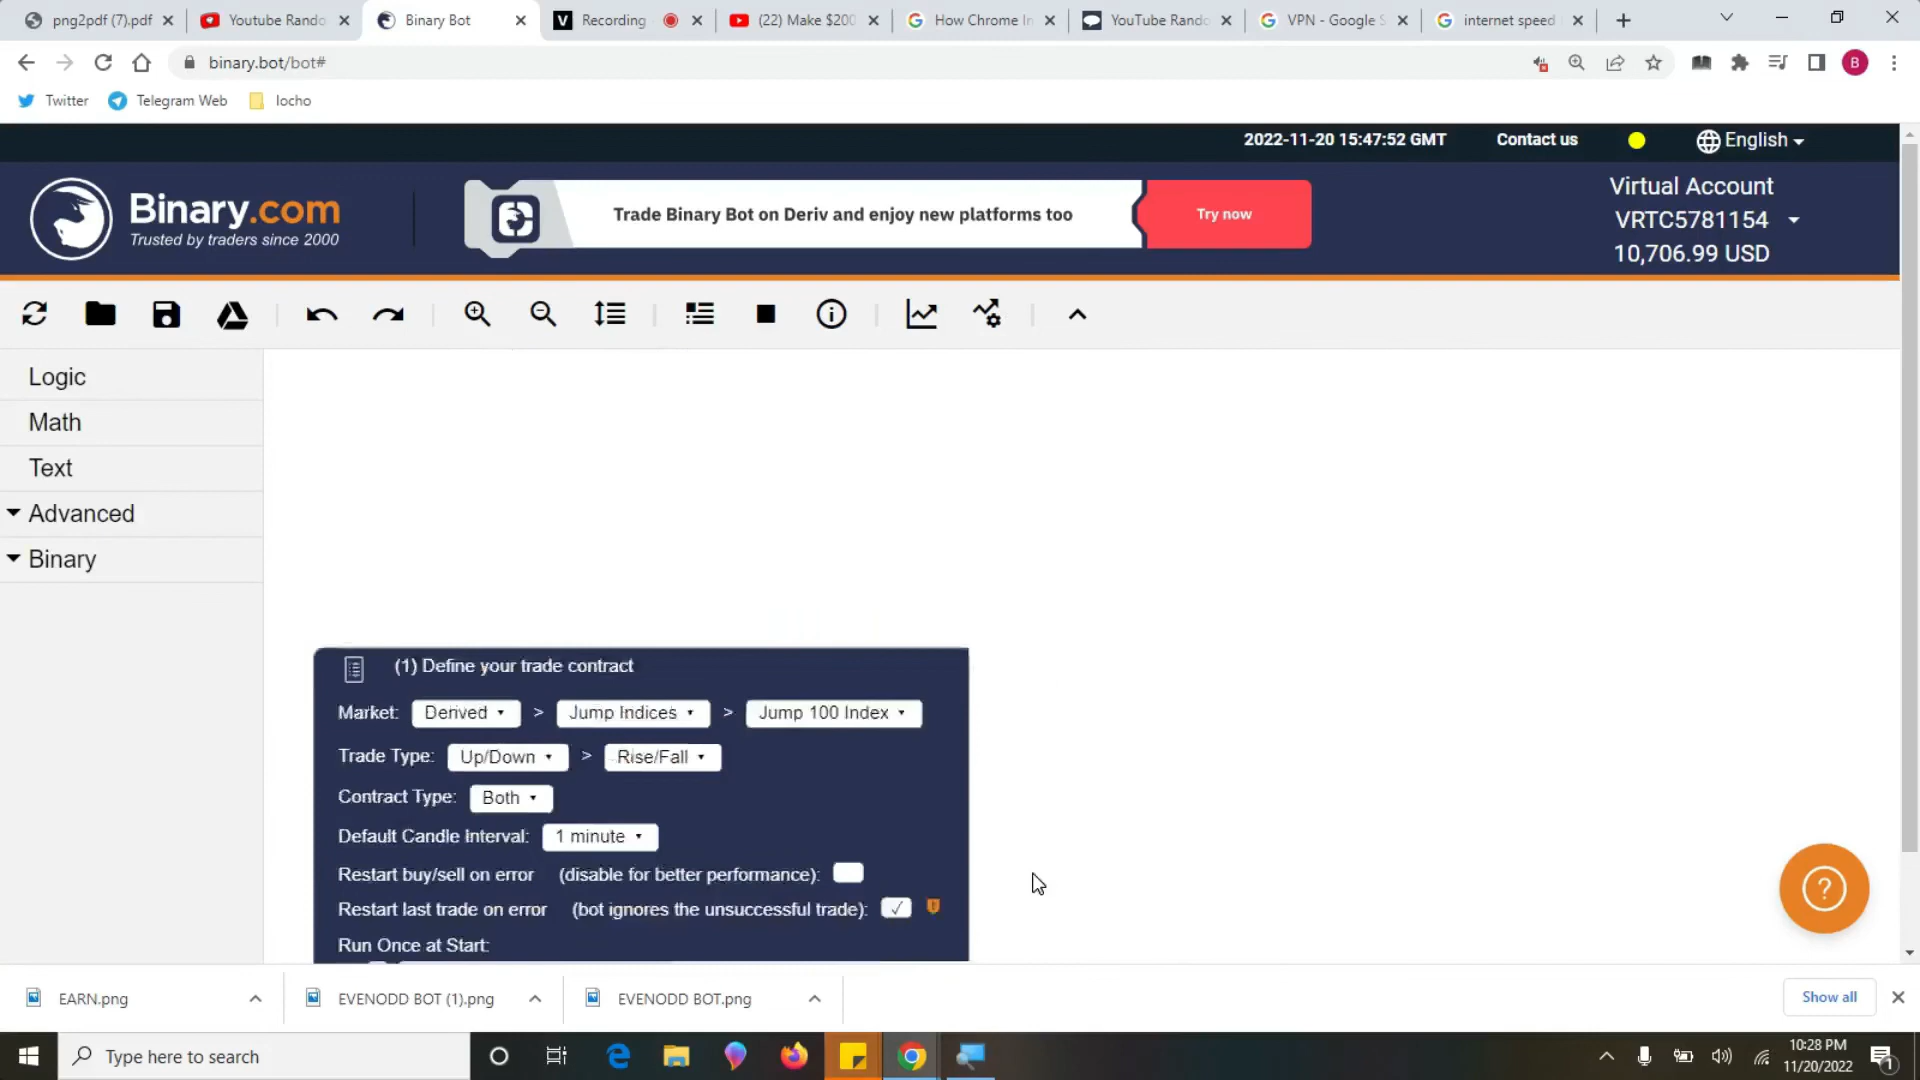 png2pdf (7).pdf
Youtube Rando
Binary Bot
Recording
(22) Make $200
How Chrome In
YouTube Rando
VPN - Google S
internet speed
binary.bot/bot#
B
Twitter
Telegram Web
locho
2022-11-20 15:47:52 GMT
Contact us
English
Binary.com
Trusted by traders since 2000
Trade Binary Bot on Deriv and enjoy new platforms too
Try now
Virtual Account
VRTC5781154
10,706.99 USD
Logic
Math
Text
Advanced
Binary
(1) Define your trade contract
Market: Derived > Jump Indices > Jump 100 Index
Trade Type: Up/Down > Rise/Fall
Contract Type: Both
Default Candle Interval: 1 minute
Restart buy/sell on error (disable for better performance):
Restart last trade on error (bot ignores the unsuccessful trade): ✓
Run Once at Start:
?
EARN.png
EVENODD BOT (1).png
EVENODD BOT.png
Show all
Type here to search
10:28 PM
11/20/2022
1